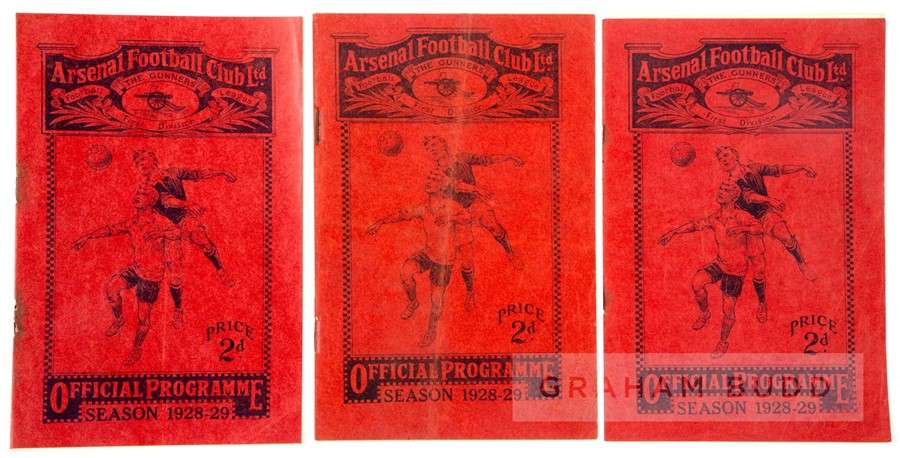 Arsenal Football Club Ltd
THE GUNNERS
Football League
First Division
PRICE
2d
OFFICIAL PROGRAMME
SEASON 1928-29
Arsenal Football Club Ltd
THE GUNNERS
Football League
PRICE
2d
OFFICIAL PROGRAMME
SEASON 1928-29
Arsenal Football Club Ltd
THE GUNNERS
Football League
First Division
PRICE
2d
OFFICIAL PROGRAMME
SEASON 1928-29
GRAHAM BUDD